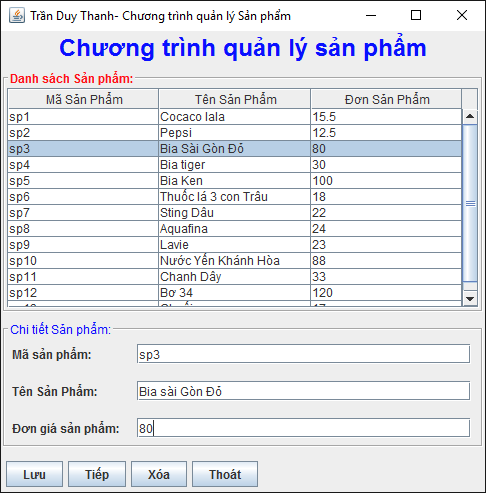 Trần Duy Thanh- Chương trình quản lý Sản phẩm
Chương trình quản lý sản phẩm
Danh sách Sản phẩm:
Mã Sản Phẩm Tên Sản Phẩm Đơn Sản Phẩm
sp1 Cocaco lala 15.5
sp2 Pepsi 12.5
sp3 Bia Sài Gòn Đỏ 80
sp4 Bia tiger 30
sp5 Bia Ken 100
sp6 Thuốc lá 3 con Trâu 18
sp7 Sting Dâu 22
sp8 Aquafina 24
sp9 Lavie 23
sp10 Nước Yến Khánh Hòa 88
sp11 Chanh Dây 33
sp12 Bơ 34 120
Chi tiết Sản phẩm:
Mã sản phẩm: sp3
Tên Sản Phẩm: Bia sài Gòn Đỏ
Đơn giá sản phẩm: 80
Lưu Tiếp Xóa Thoát